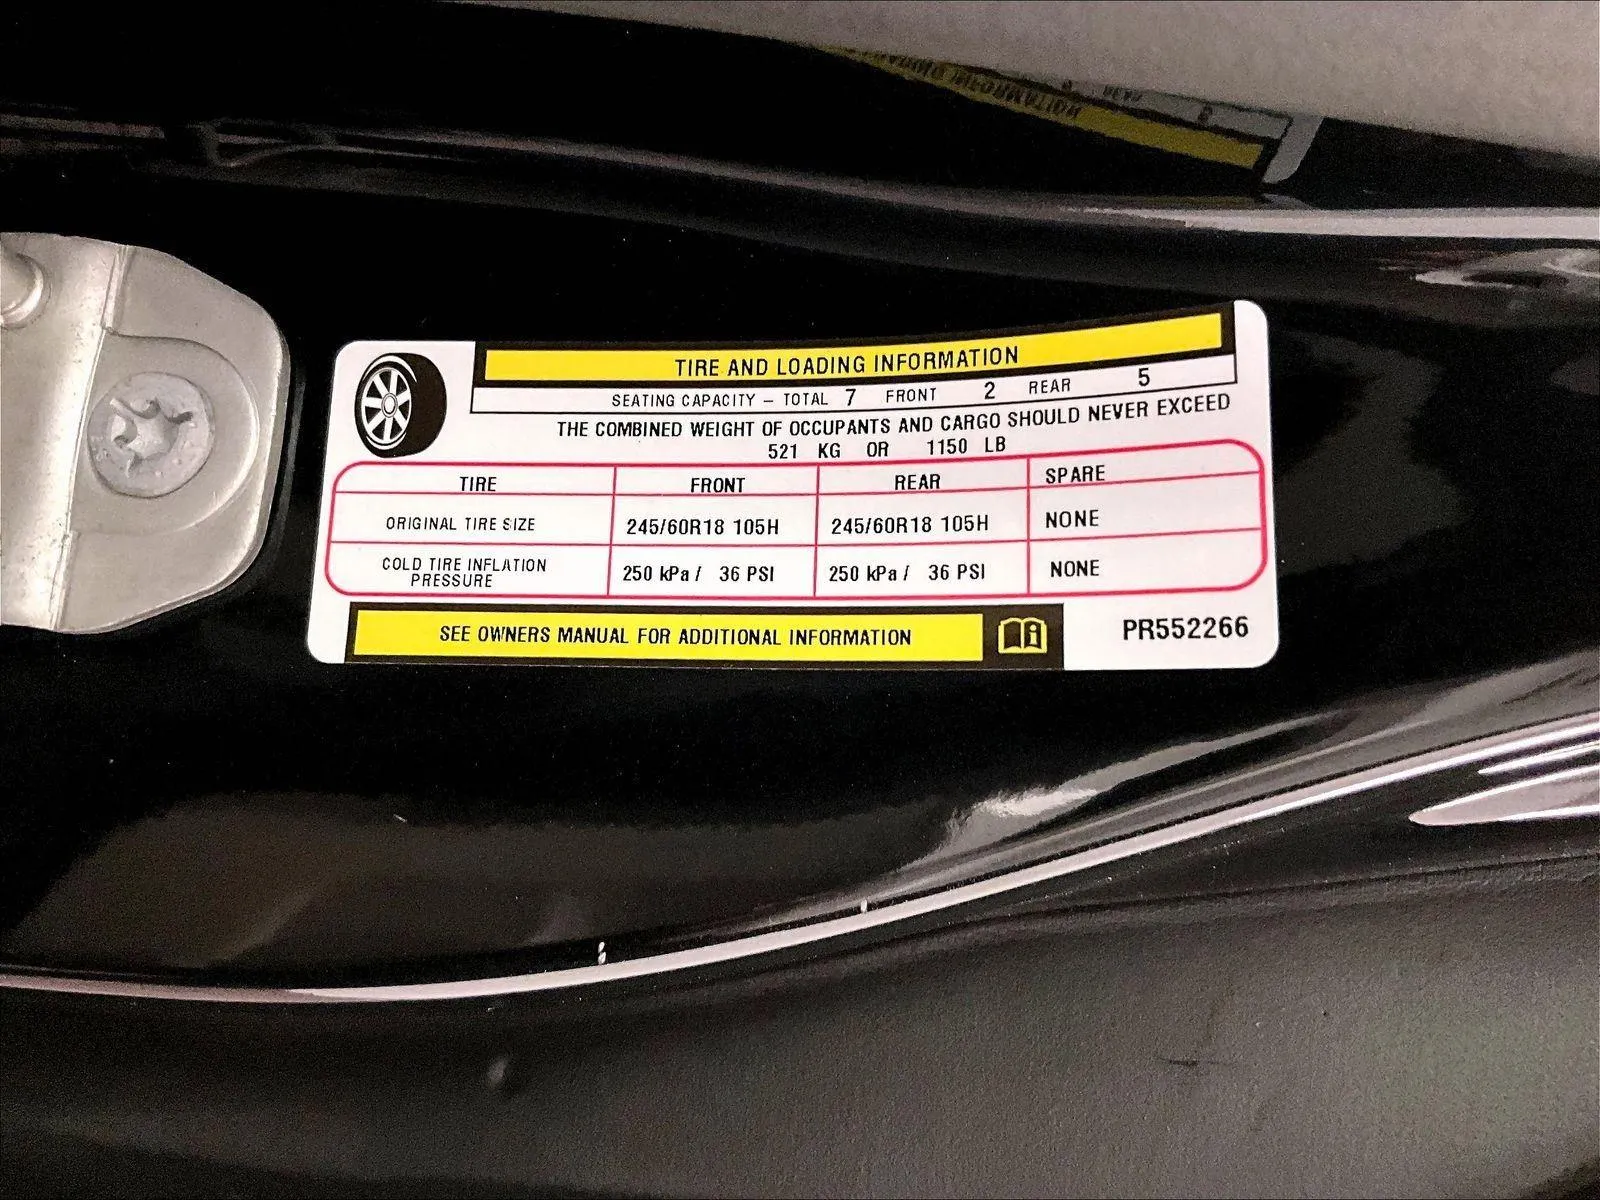 TIRE AND LOADING INFORMATION
SEATING CAPACITY – TOTAL 7 FRONT 2 REAR 5
THE COMBINED WEIGHT OF OCCUPANTS AND CARGO SHOULD NEVER EXCEED
521 KG OR 1150 LB
TIRE FRONT REAR SPARE
ORIGINAL TIRE SIZE 245/60R18 105H 245/60R18 105H NONE
COLD TIRE INFLATION
PRESSURE 250 kPa / 36 PSI 250 kPa / 36 PSI NONE
SEE OWNERS MANUAL FOR ADDITIONAL INFORMATION
PR552266